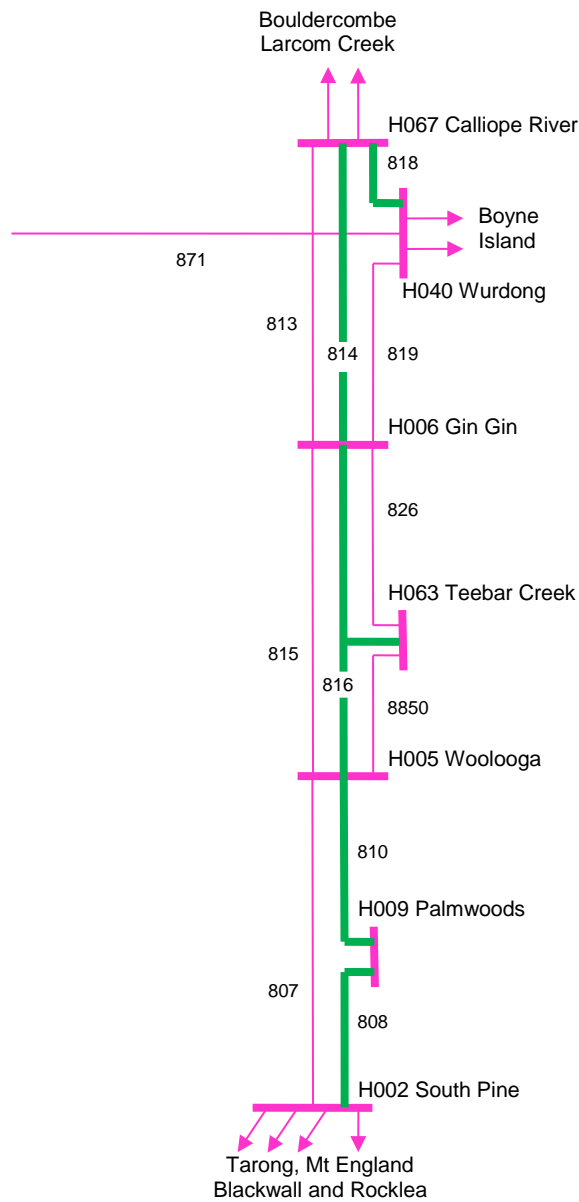 Bouldercombe
Larcom Creek
H067 Calliope River
818
Boyne
Island
871
H040 Wurdong
813
814
819
H006 Gin Gin
826
H063 Teebar Creek
815
816
8850
H005 Woolooga
810
H009 Palmwoods
807
808
H002 South Pine
Tarong, Mt England
Blackwall and Rocklea